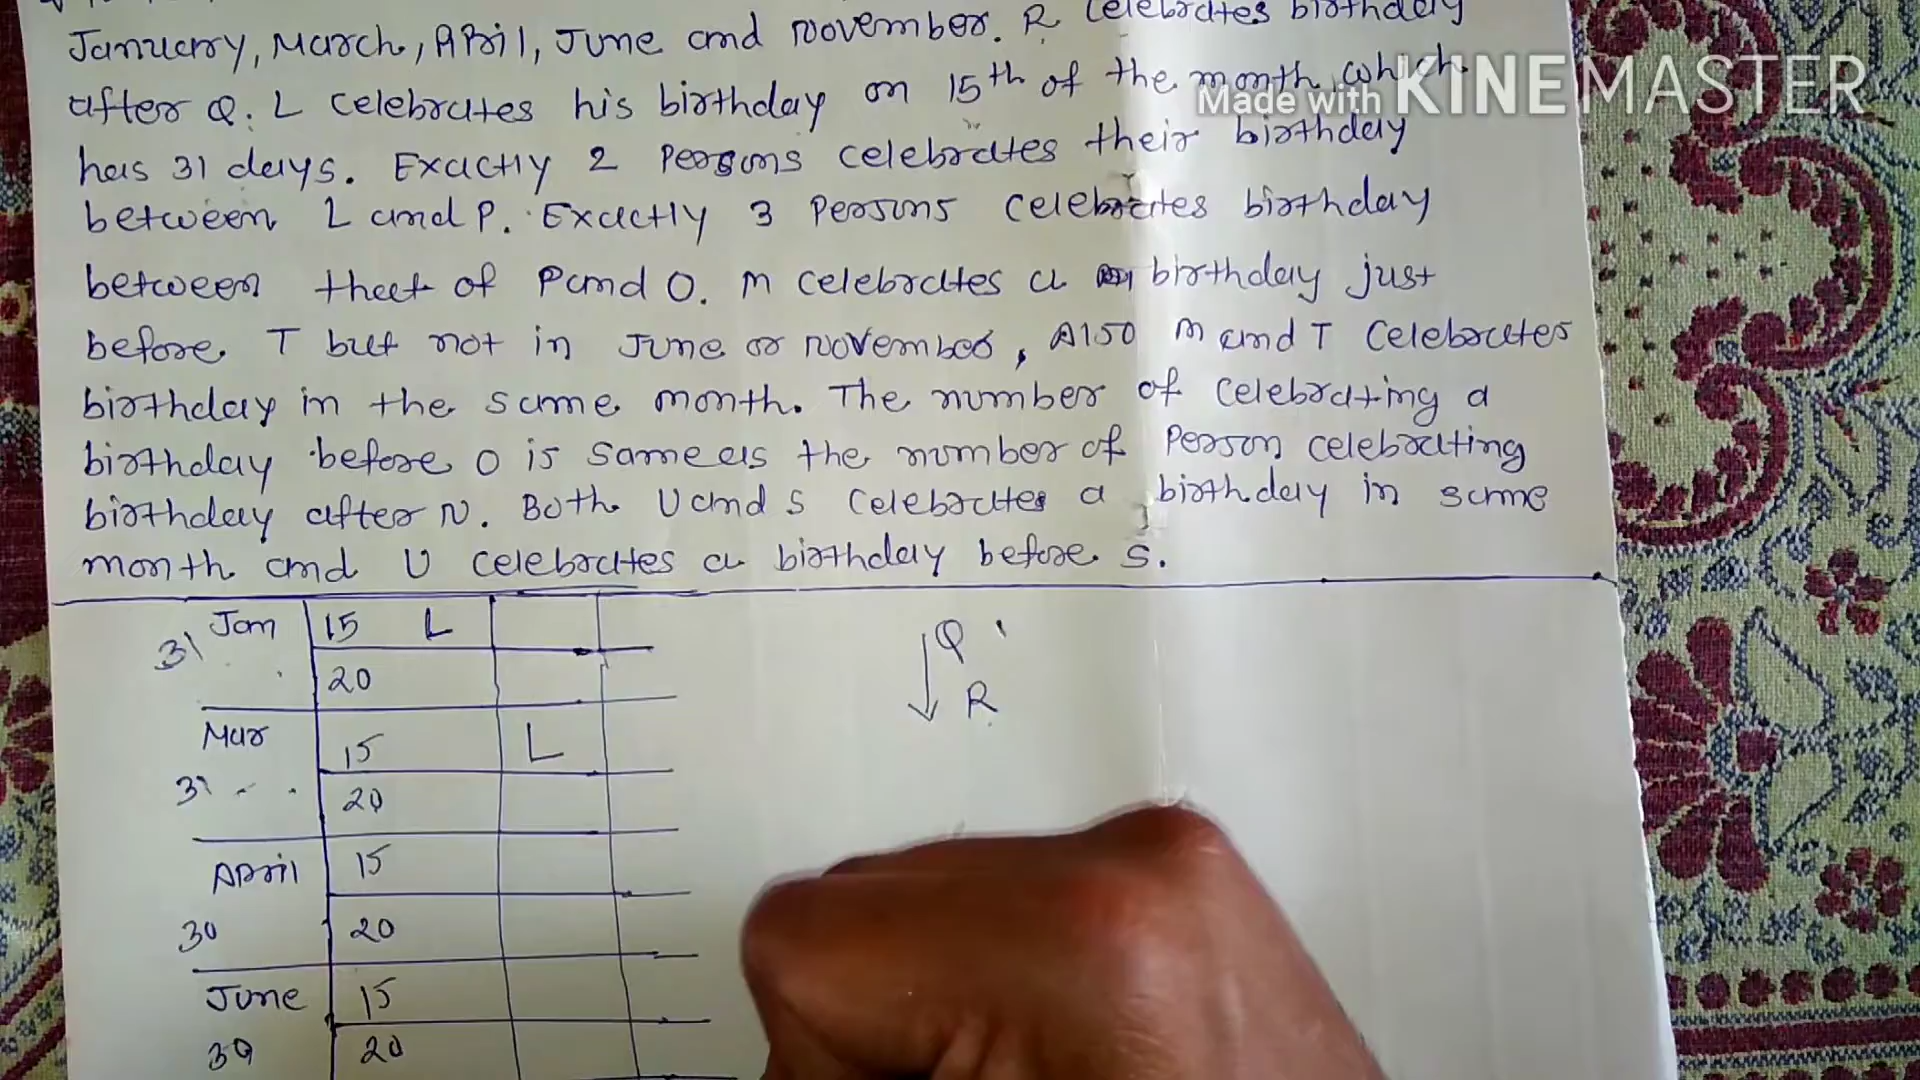 January, March, April, June and November. R celebrates birthday
after Q. L celebrates his birthday on 15th of the month which
Made with KINEMASTER
has 31 days. Exactly 2 Persons celebrates their birthday
between L and P. Exactly 3 Persons celebrates birthday
between that of P and O. M celebrates a birthday just
before T but not in June or November, Also M and T Celebrates
birthday in the same month. The number of celebrating a
birthday before O is same as the number of Person celebrating
birthday after N. Both U and S celebrates a birthday in same
month and U celebrates a birthday before S.
Jan 15 L
31
20
Q
R
Mar 15 L
31
20
April 15
30 20
June 15
30 20